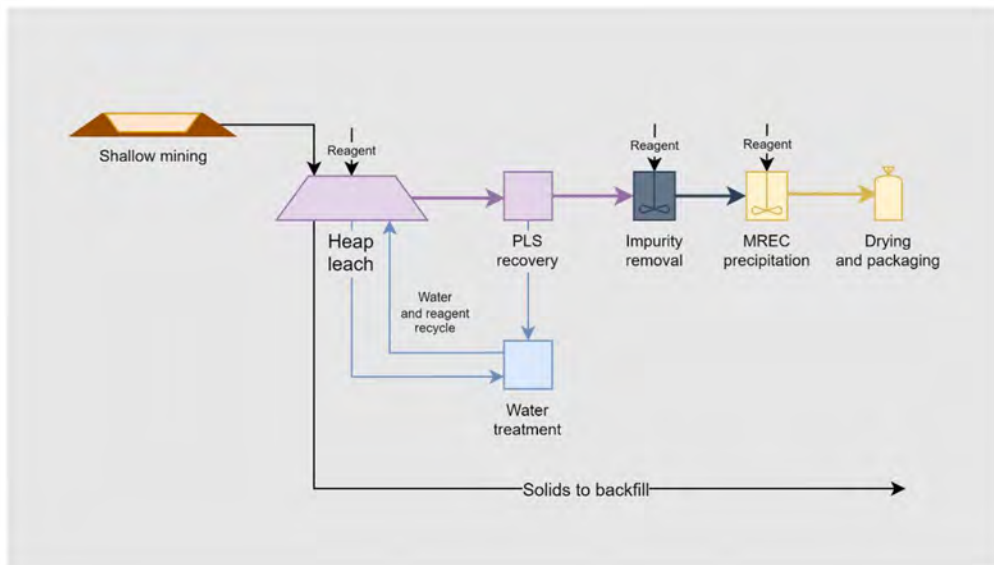 Shallow mining
Reagent
Reagent
Reagent
Heap
leach
PLS
recovery
Impurity
removal
MREC
precipitation
Drying
and packaging
Water
and reagent
recycle
Water
treatment
Solids to backfill